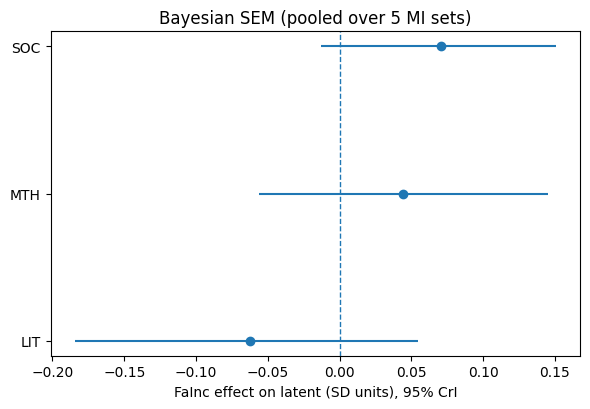 Bayesian SEM (pooled over 5 MI sets)
SOC
MTH
LIT
−0.20 −0.15 −0.10 −0.05 0.00 0.05 0.10 0.15
FaInc effect on latent (SD units), 95% CrI